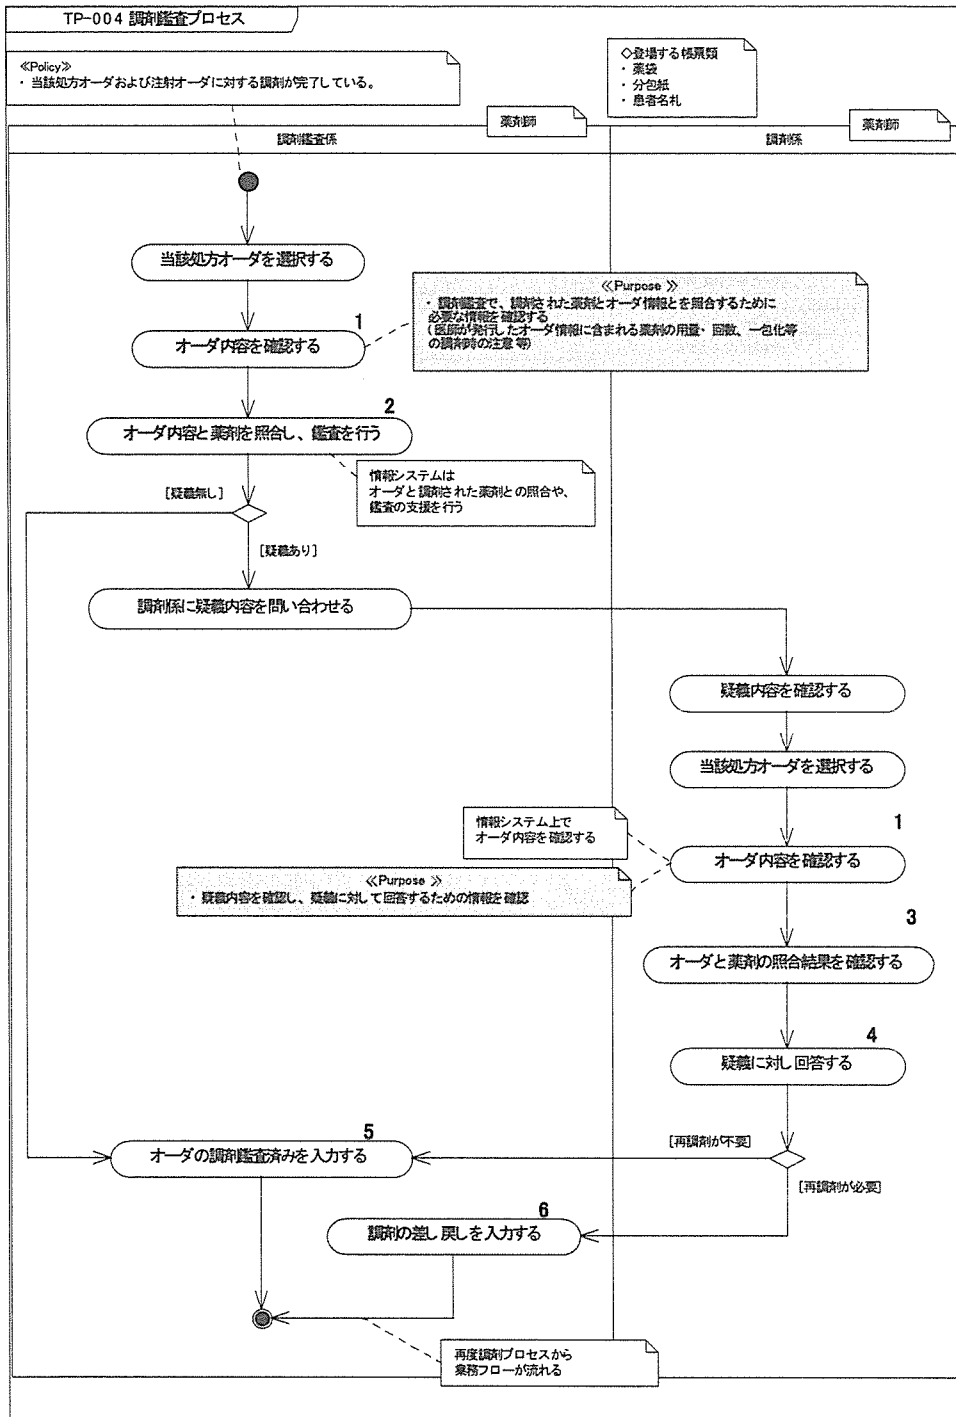 TP-004 調剤鑑査プロセス
≪Policy≫
・ 当該処方オーダおよび注射オーダに対する調剤が完了している。
◇登場する帳票類
・ 薬袋
・ 分包紙
・ 患者名札
薬剤師
薬剤師
調剤鑑査係
調剤係
当該処方オーダを選択する
≪Purpose ≫
・ 調剤鑑査で、調剤された薬剤とオーダ情報とを照合するために
必要な情報を確認する
(医師が発行したオーダ情報に含まれる薬剤の用量・回数、一包化等
の調剤時の注意 等)
1
オーダ内容を確認する
2
オーダ内容と薬剤を照合し、鑑査を行う
情報システムは
オーダと調剤された薬剤との照合や、
鑑査の支援を行う
[疑義無し]
[疑義あり]
調剤係に疑義内容を問い合わせる
疑義内容を確認する
当該処方オーダを選択する
情報システム上で
オーダ内容を確認する
1
オーダ内容を確認する
≪Purpose ≫
・ 疑義内容を確認し、疑義に対して回答するための情報を確認
3
オーダと薬剤の照合結果を確認する
4
疑義に対し回答する
[再調剤が不要]
5
オーダの調剤鑑査済みを入力する
[再調剤が必要]
6
調剤の差し戻しを入力する
再度調剤プロセスから
業務フローが流れる